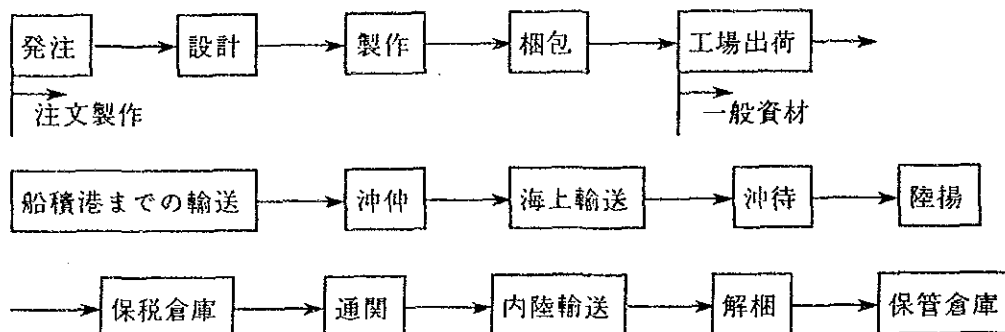 発注 設計 製作 梱包 工場出荷
注文製作 一般資材
船積港までの輸送 沖仲 海上輸送 沖待 陸揚
保税倉庫 通関 内陸輸送 解梱 保管倉庫